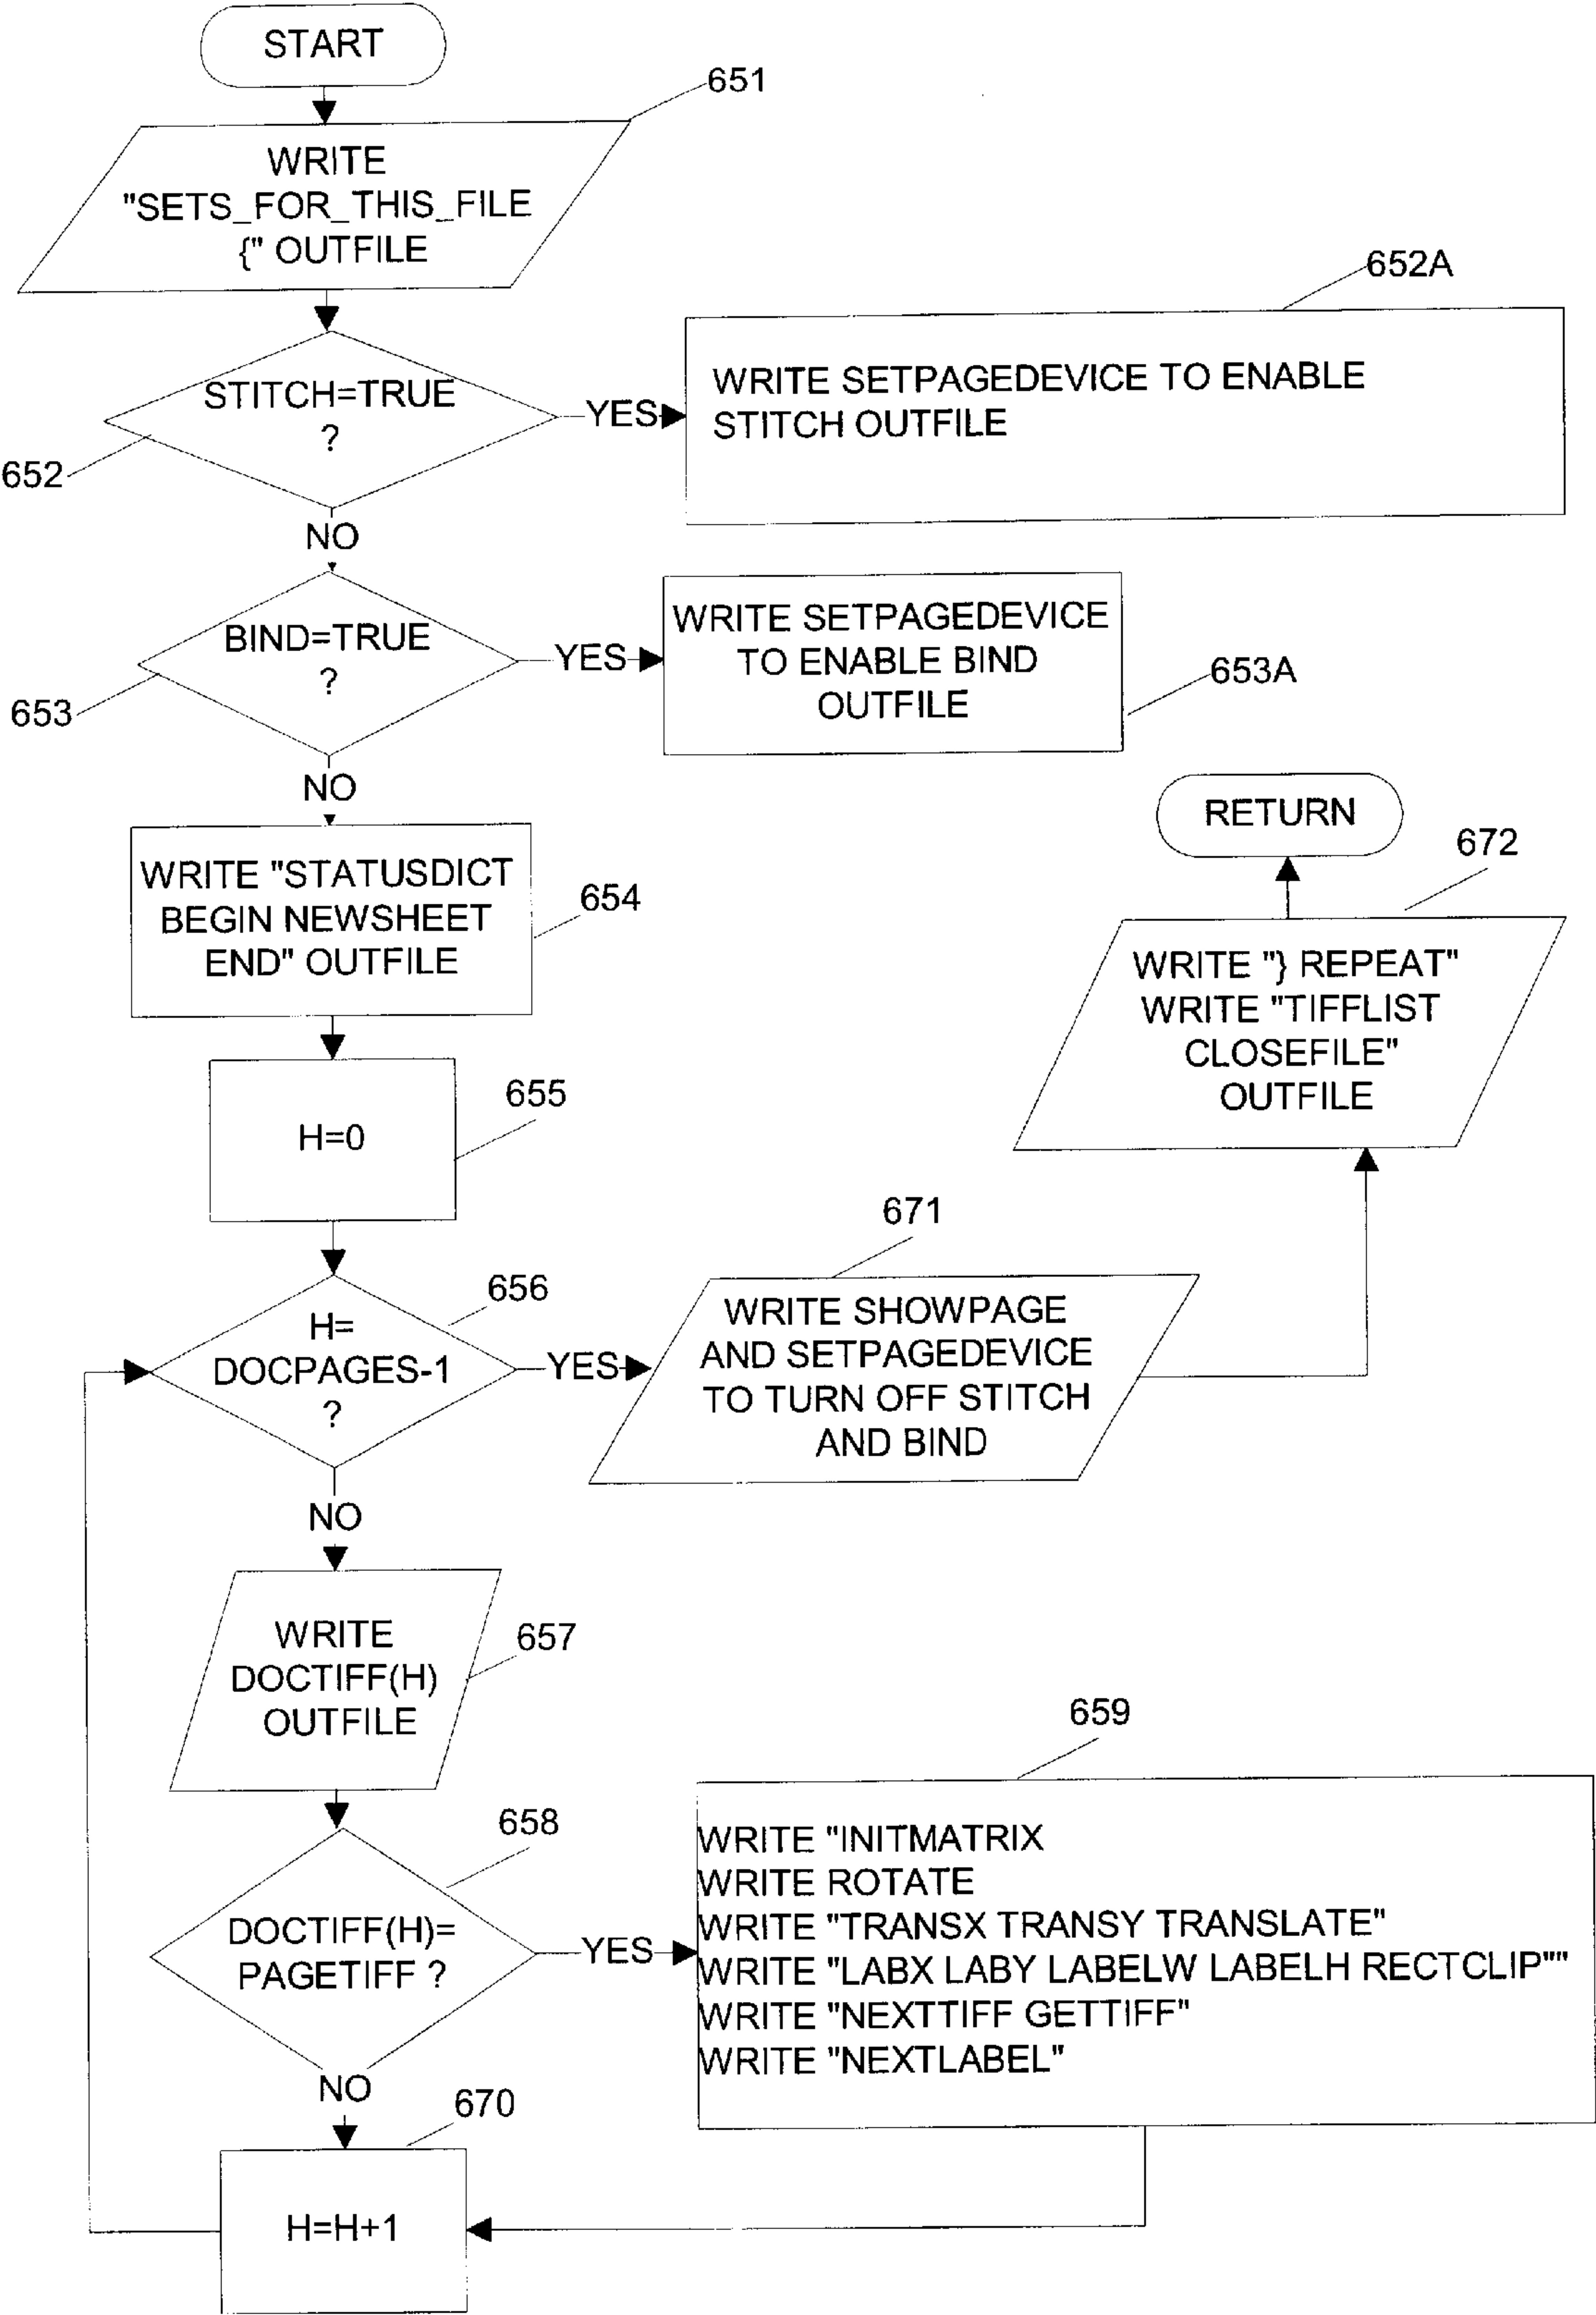 START
651
WRITE
"SETS_FOR_THIS_FILE
{" OUTFILE
652A
STITCH=TRUE
?
YES
WRITE SETPAGEDEVICE TO ENABLE
STITCH OUTFILE
652
NO
BIND=TRUE
?
YES
WRITE SETPAGEDEVICE
TO ENABLE BIND
OUTFILE
653A
653
NO
RETURN
672
WRITE "STATUSDICT
BEGIN NEWSHEET
END" OUTFILE
654
WRITE "} REPEAT"
WRITE "TIFFLIST
CLOSEFILE"
OUTFILE
H=0
655
671
656
H=
DOCPAGES-1
?
YES
WRITE SHOWPAGE
AND SETPAGEDEVICE
TO TURN OFF STITCH
AND BIND
NO
WRITE
DOCTIFF(H)
OUTFILE
657
659
658
DOCTIFF(H)=
PAGETIFF ?
YES
WRITE "INITMATRIX
WRITE ROTATE
WRITE "TRANSX TRANSY TRANSLATE"
WRITE "LABX LABY LABELW LABELH RECTCLIP""
WRITE "NEXTTIFF GETTIFF"
WRITE "NEXTLABEL"
NO
670
H=H+1